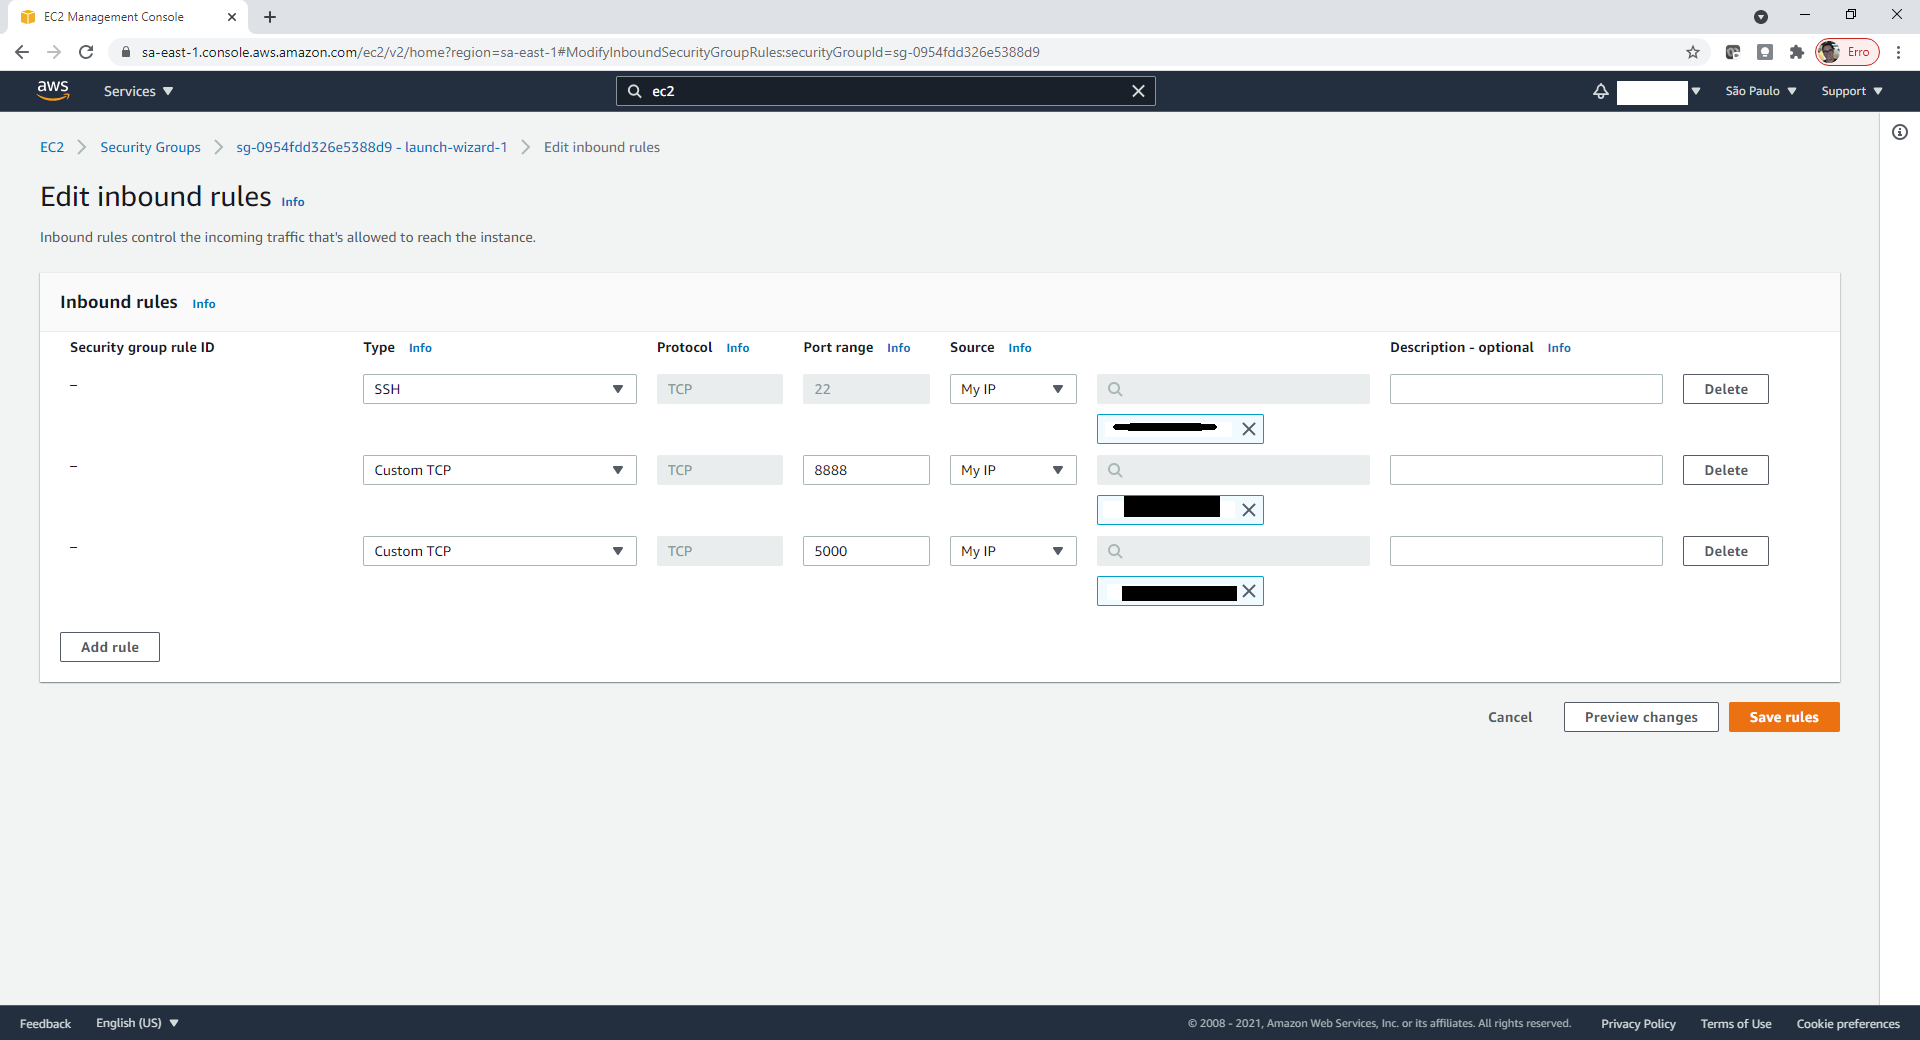 EC2 Management Console
sa-east-1.console.aws.amazon.com/ec2/v2/home?region=sa-east-1#ModifyInboundSecurityGroupRules:securityGroupId=sg-0954fdd326e5388d9
Erro
aws
Services
ec2
São Paulo
Support
EC2
Security Groups
sg-0954fdd326e5388d9 - launch-wizard-1
Edit inbound rules
Edit inbound rules Info
Inbound rules control the incoming traffic that's allowed to reach the instance.
Inbound rules Info
Security group rule ID Type Info Protocol Info Port range Info Source Info Description - optional Info
– SSH TCP 22 My IP Delete
– Custom TCP TCP 8888 My IP Delete
– Custom TCP TCP 5000 My IP Delete
Add rule
Cancel Preview changes Save rules
Feedback English (US) © 2008 - 2021, Amazon Web Services, Inc. or its affiliates. All rights reserved. Privacy Policy Terms of Use Cookie preferences